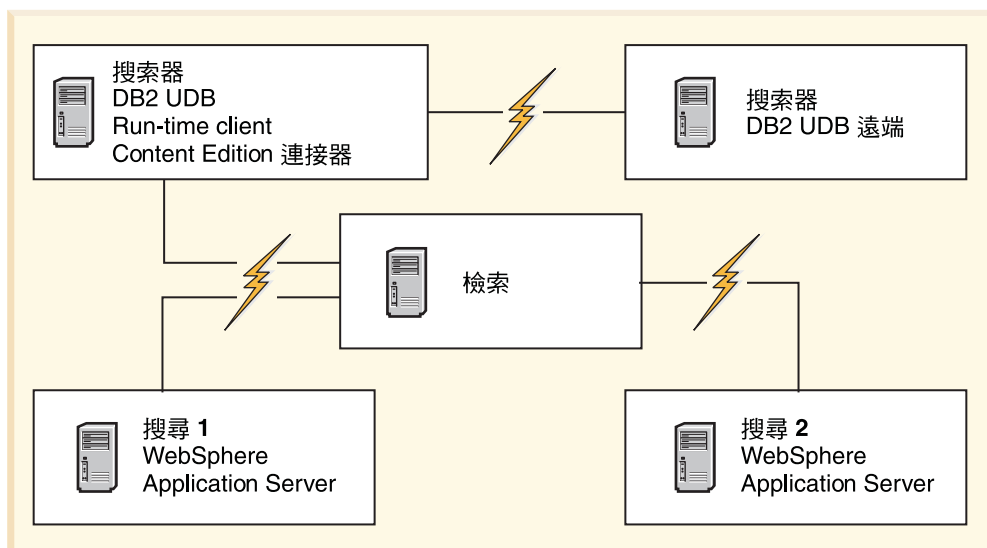 搜索器
DB2 UDB
Run-time client
Content Edition 連接器
搜索器
DB2 UDB 遠端
檢索
搜尋 1
WebSphere
Application Server
搜尋 2
WebSphere
Application Server